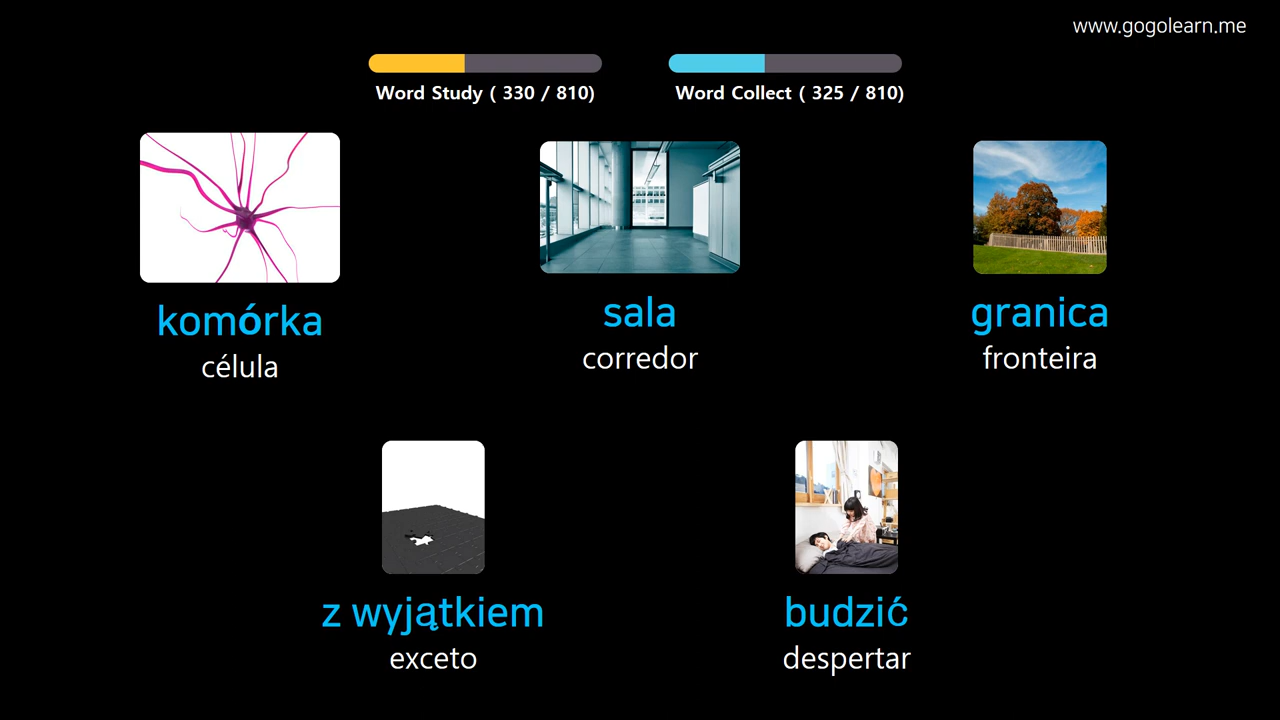 www.gogolearn.me
Word Study ( 330 / 810)
Word Collect ( 325 / 810)
komórka
célula
sala
corredor
granica
fronteira
z wyjątkiem
exceto
budzić
despertar